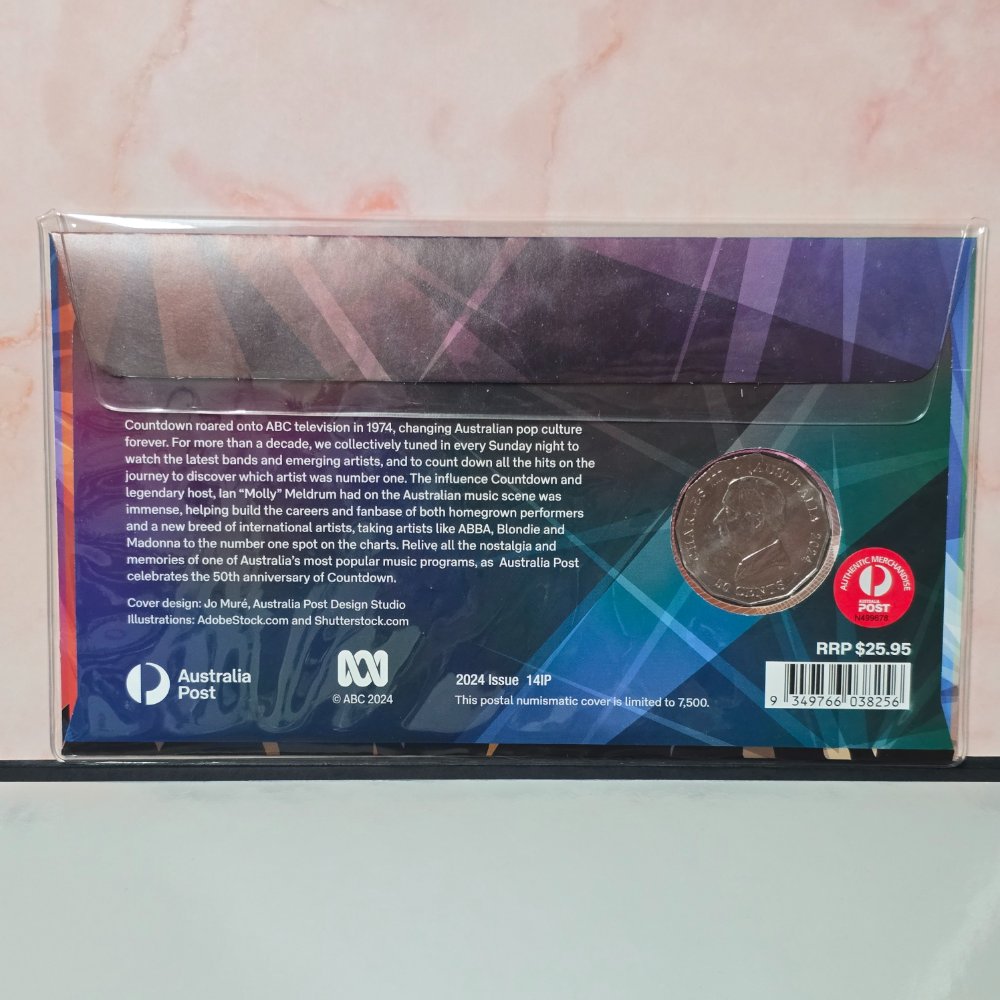 Countdown roared onto ABC television in 1974, changing Australian pop culture
forever. For more than a decade, we collectively tuned in every Sunday night to
watch the latest bands and emerging artists, and to count down all the hits on the
journey to discover which artist was number one. The influence Countdown and
legendary host, Ian “Molly” Meldrum had on the Australian music scene was
immense, helping build the careers and fanbase of both homegrown performers
and a new breed of international artists, taking artists like ABBA, Blondie and
Madonna to the number one spot on the charts. Relive all the nostalgia and
memories of one of Australia’s most popular music programs, as Australia Post
celebrates the 50th anniversary of Countdown.
Cover design: Jo Muré, Australia Post Design Studio
Illustrations: AdobeStock.com and Shutterstock.com
Australia
Post
© ABC 2024
2024 Issue 14IP
This postal numismatic cover is limited to 7,500.
CHARLES III AUSTRALIA 2024
50 CENTS
AUTHENTIC MERCHANDISE
AUSTRALIA
POST
N499678
RRP $25.95
9 349766 038256